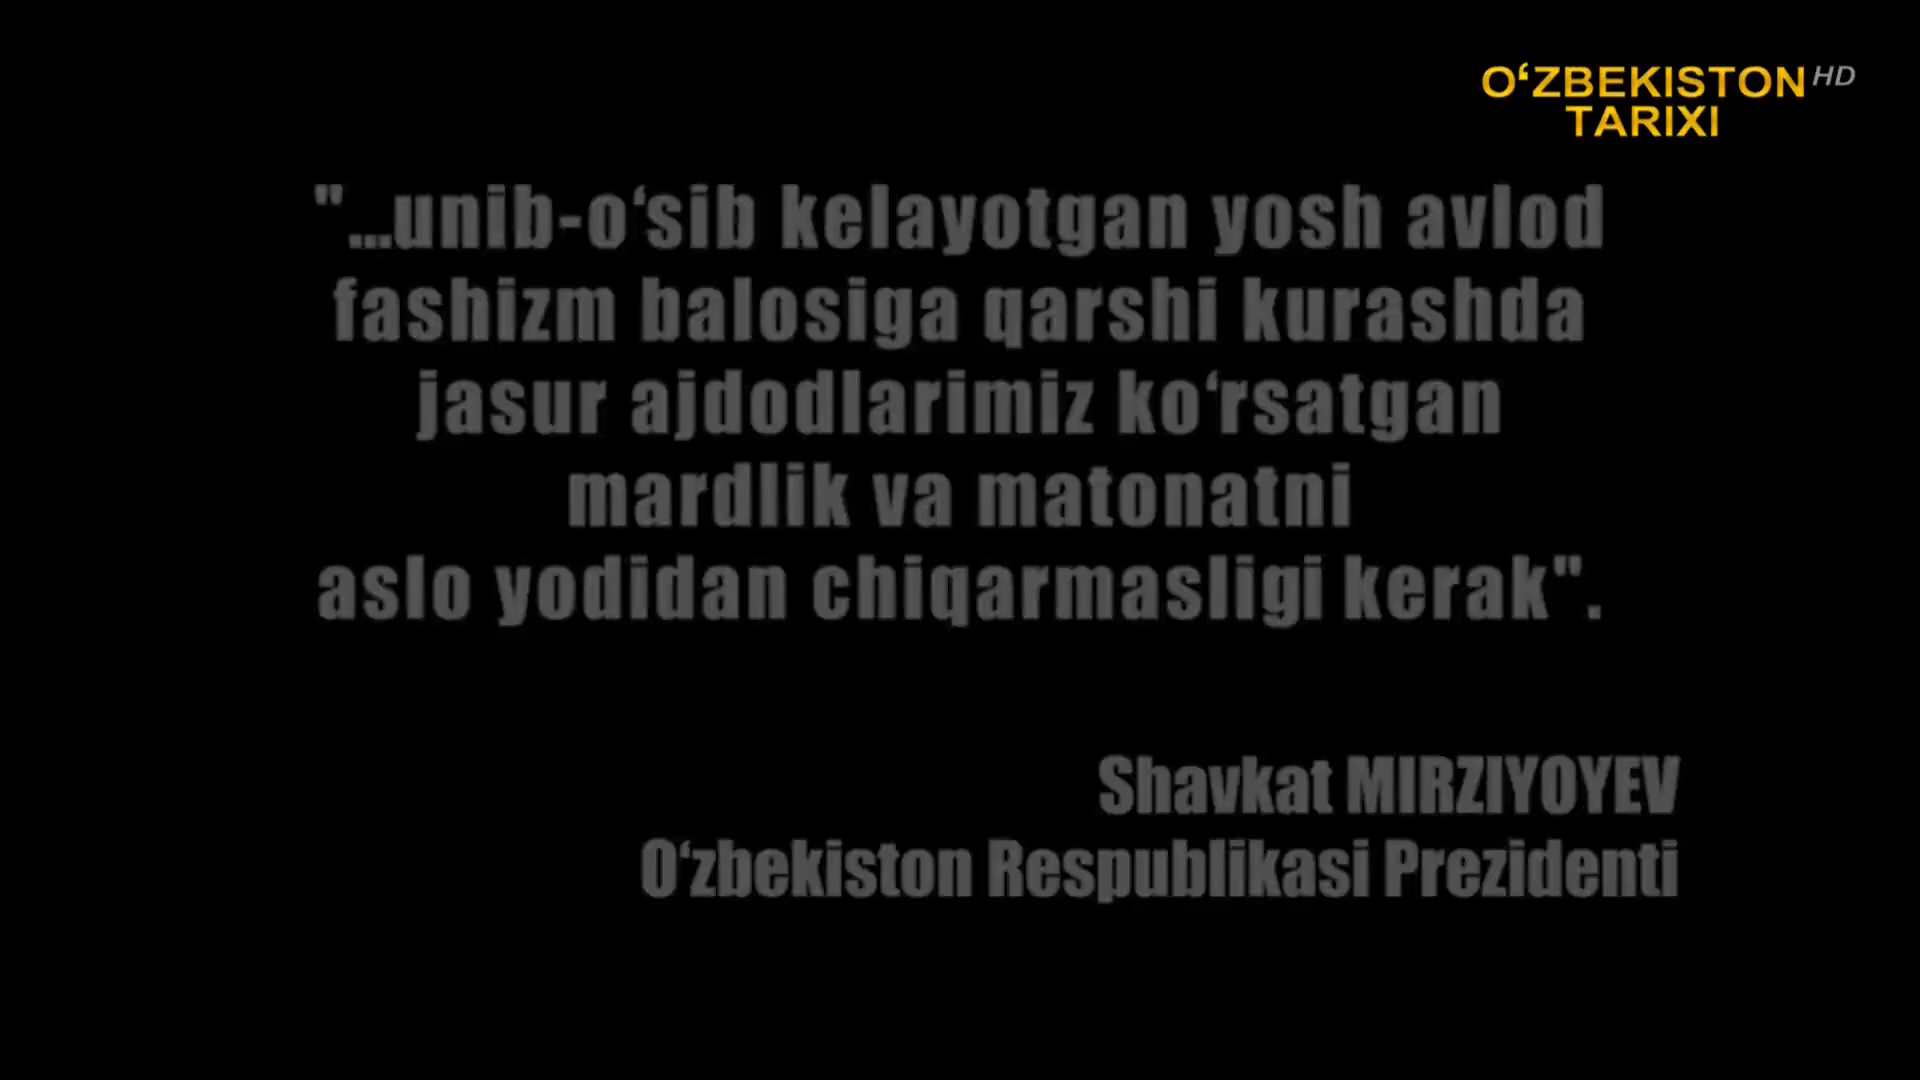 O‘ZBEKISTON HD
TARIXI
"...unib-o‘sib kelayotgan yosh avlod
fashizm balosiga qarshi kurashda
jasur ajdodlarimiz ko‘rsatgan
mardlik va matonatni
aslo yodidan chiqarmasligi kerak".
Shavkat MIRZIYOYEV
O‘zbekiston Respublikasi Prezidenti